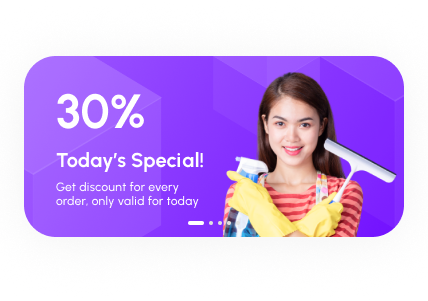 30%
Today's Special!
Get discount for every
order, only valid for today